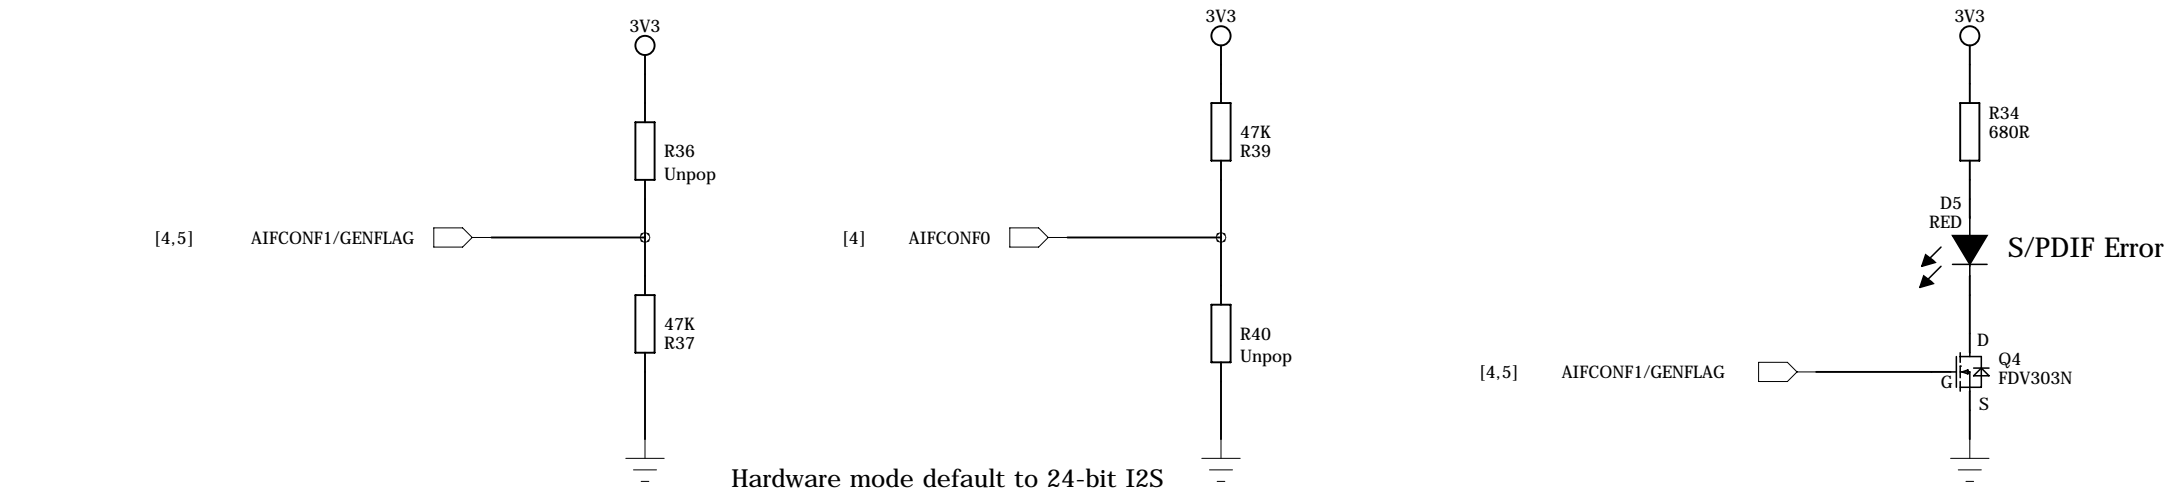 3V3
R36
Unpop
[4,5] AIFCONF1/GENFLAG
47K
R37
3V3
47K
R39
[4] AIFCONF0
R40
Unpop
Hardware mode default to 24-bit I2S
3V3
R34
680R
D5
RED
S/PDIF Error
D
Q4
FDV303N
[4,5] AIFCONF1/GENFLAG
G
S